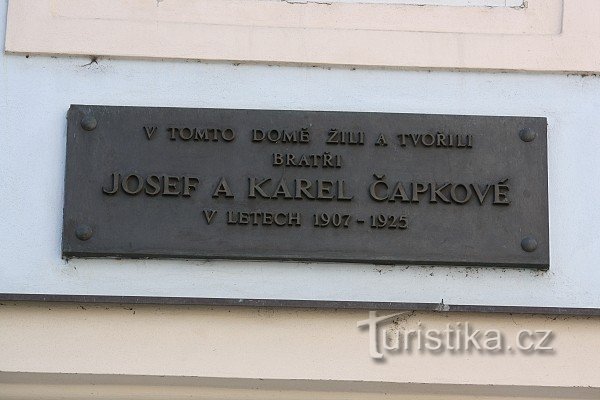 V TOMTO DOMĚ ŽILI A TVOŘILI
BRATŘI
JOSEF A KAREL ČAPKOVÉ
V LETECH 1907-1925
Turistika.cz